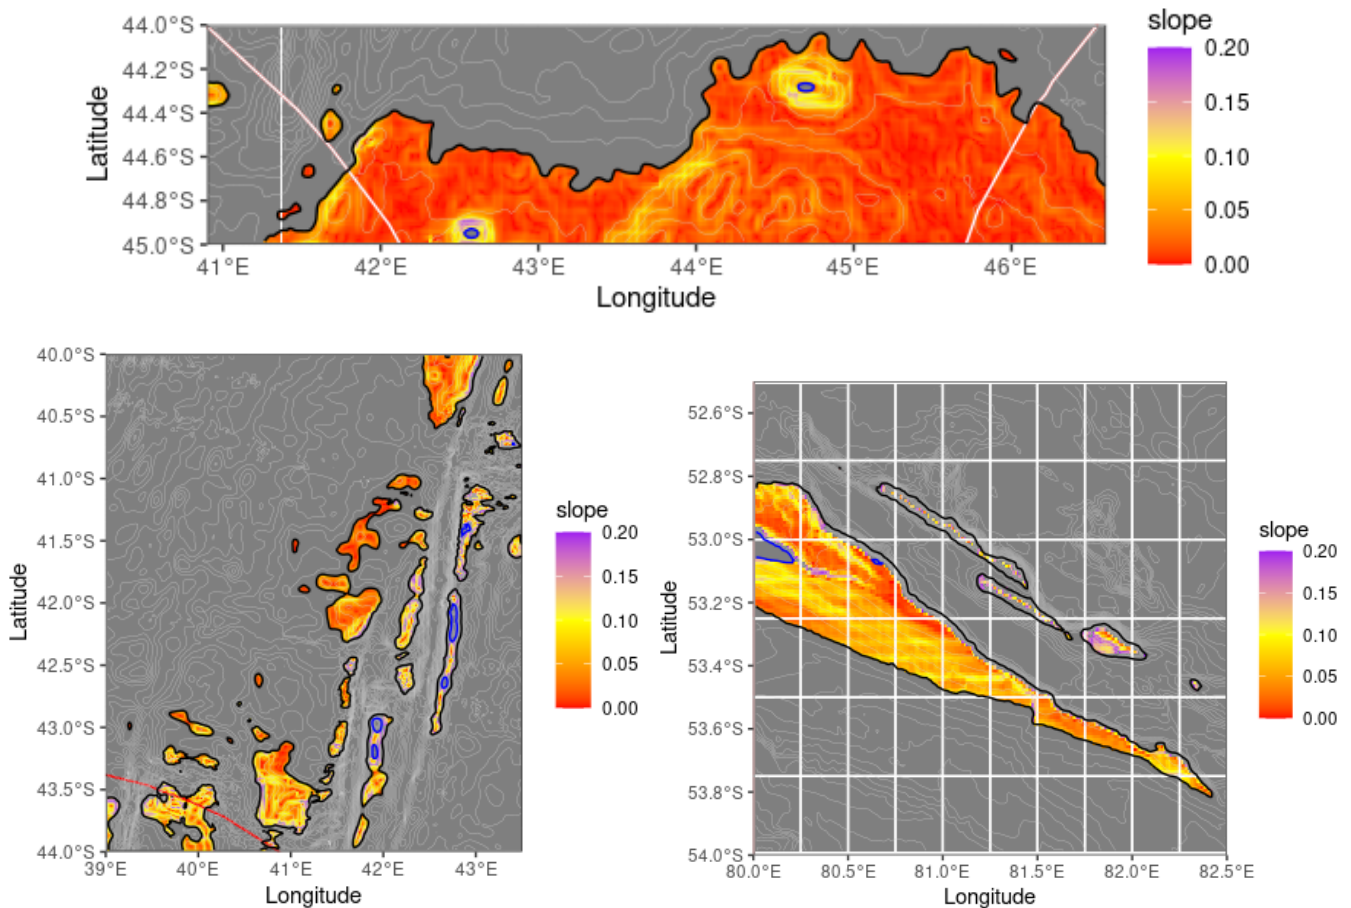 slope
0.20
0.15
0.10
0.05
0.00
44.0°S
44.2°S
44.4°S
44.6°S
44.8°S
45.0°S
Latitude
41°E 42°E 43°E 44°E 45°E 46°E
Longitude
40.0°S
40.5°S
41.0°S
41.5°S
42.0°S
42.5°S
43.0°S
43.5°S
44.0°S
Latitude
39°E 40°E 41°E 42°E 43°E
Longitude
slope
0.20
0.15
0.10
0.05
0.00
52.6°S
52.8°S
53.0°S
53.2°S
53.4°S
53.6°S
53.8°S
54.0°S
Latitude
80.0°E 80.5°E 81.0°E 81.5°E 82.0°E 82.5°E
Longitude
slope
0.20
0.15
0.10
0.05
0.00